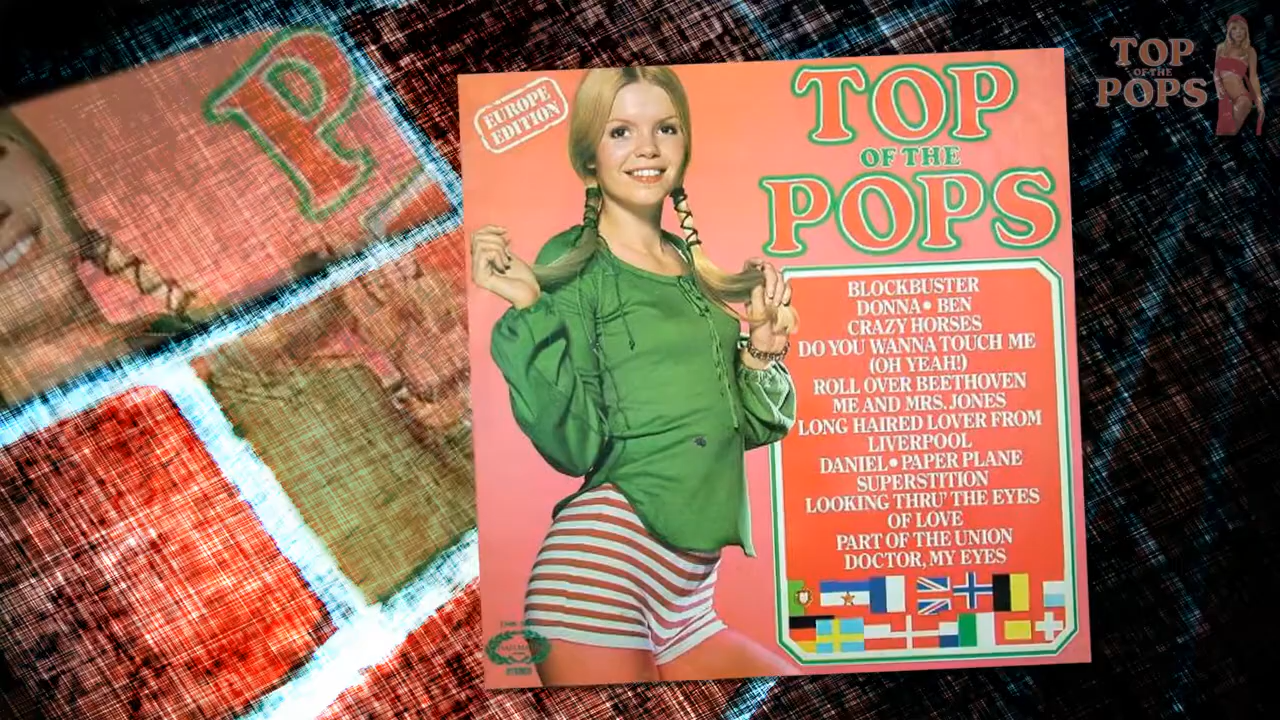 P
EUROPE
EDITION
TOP
OF THE
POPS
BLOCKBUSTER
DONNA • BEN
CRAZY HORSES
DO YOU WANNA TOUCH ME
(OH YEAH!)
ROLL OVER BEETHOVEN
ME AND MRS. JONES
LONG HAIRED LOVER FROM
LIVERPOOL
DANIEL • PAPER PLANE
SUPERSTITION
LOOKING THRU' THE EYES
OF LOVE
PART OF THE UNION
DOCTOR, MY EYES
STEREO
TOP
OF THE
POPS